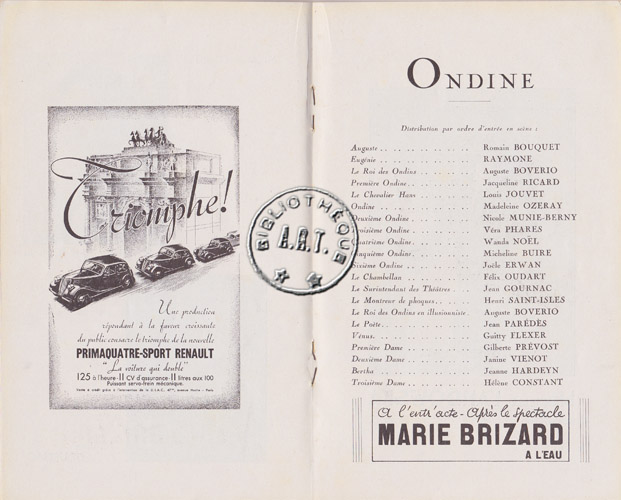 Triomphe!
Une production
répondant à la faveur croissante
du public consacre le triomphe de la nouvelle
PRIMAQUATRE-SPORT RENAULT
"La voiture qui double"
125 à l'heure - 11 CV d'assurance - 11 litres aux 100
Puissant servo-frein mécanique.
BIBLIOTHÈQUE
A.R.T.
ONDINE
Distribution par ordre d'entrée en scène :
Auguste . . . . . . . . . . . . . Romain BOUQUET
Eugénie . . . . . . . . . . . . . RAYMONE
Le Roi des Ondins . . . . . . . . Auguste BOVERIO
Première Ondine . . . . . . . . . Jacqueline RICARD
Le Chevalier Hans . . . . . . . . Louis JOUVET
Ondine . . . . . . . . . . . . . Madeleine OZERAY
Deuxième Ondine . . . . . . . . . Nicole MUNIE-BERNY
Troisième Ondine . . . . . . . . Véra PHARES
Quatrième Ondine . . . . . . . . Wanda NOËL
Cinquième Ondine . . . . . . . . Micheline BUIRE
Sixième Ondine . . . . . . . . . Joële ERWAN
Le Chambellan . . . . . . . . . . Félix OUDART
Le Surintendant des Théâtres . . . Jean GOURNAC
Le Montreur de phoques . . . . . . Henri SAINT-ISLES
Le Roi des Ondins en illusionniste . Auguste BOVERIO
Le Poète . . . . . . . . . . . . Jean PARÉDÈS
Vénus . . . . . . . . . . . . . . Guitty FLEXER
Première Dame . . . . . . . . . . Gilberte PRÉVOST
Deuxième Dame . . . . . . . . . . Janine VIENOT
Bertha . . . . . . . . . . . . . Jeanne HARDEYN
Troisième Dame . . . . . . . . . Hélène CONSTANT
A l'entr'acte - Après le spectacle
MARIE BRIZARD
A L'EAU